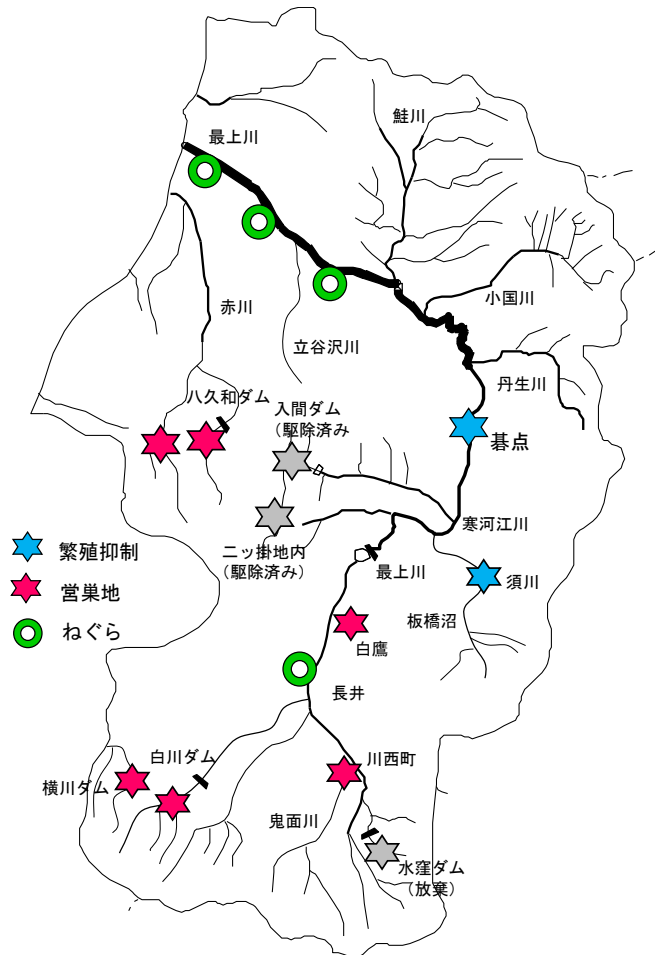 鮭川
最上川
小国川
赤川
立谷沢川
丹生川
八久和ダム
入間ダム
（駆除済み
碁点
寒河江川
二ッ掛地内
（駆除済み）
最上川
須川
板橋沼
繁殖抑制
営巣地
ねぐら
白鷹
長井
白川ダム
川西町
横川ダム
鬼面川
水窪ダム
（放棄）